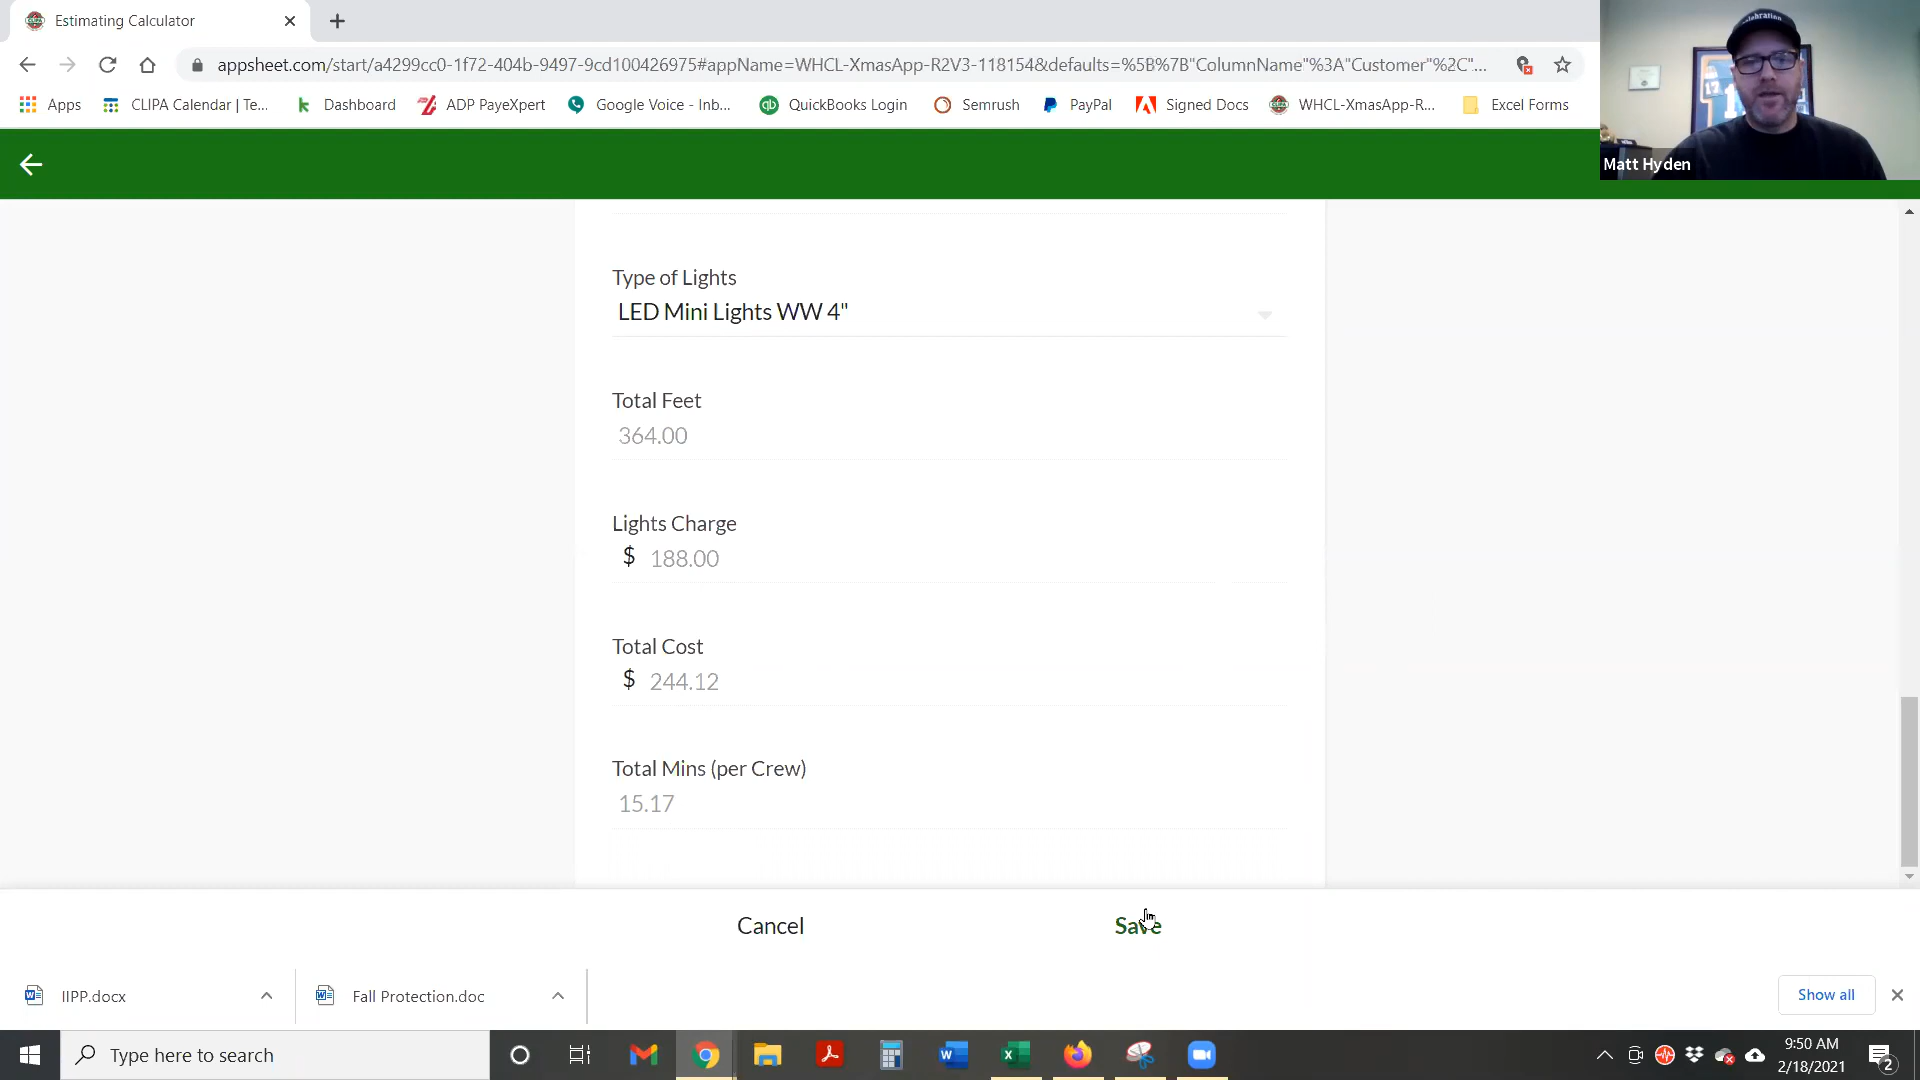 Estimating Calculator
appsheet.com/start/a4299cc0-1f72-404b-9497-9cd100426975#appName=WHCL-XmasApp-R2V3-118154&defaults=%5B%7B"ColumnName"%3A"Customer"%2C"...
Apps
CLIPA Calendar | Te...
Dashboard
ADP PayeXpert
Google Voice - Inb...
QuickBooks Login
Semrush
PayPal
Signed Docs
WHCL-XmasApp-R...
Excel Forms
Matt Hyden
Type of Lights
LED Mini Lights WW 4"
Total Feet
364.00
Lights Charge
$ 188.00
Total Cost
$ 244.12
Total Mins (per Crew)
15.17
Cancel
Save
IIPP.docx
Fall Protection.doc
Show all
Type here to search
9:50 AM
2/18/2021
2